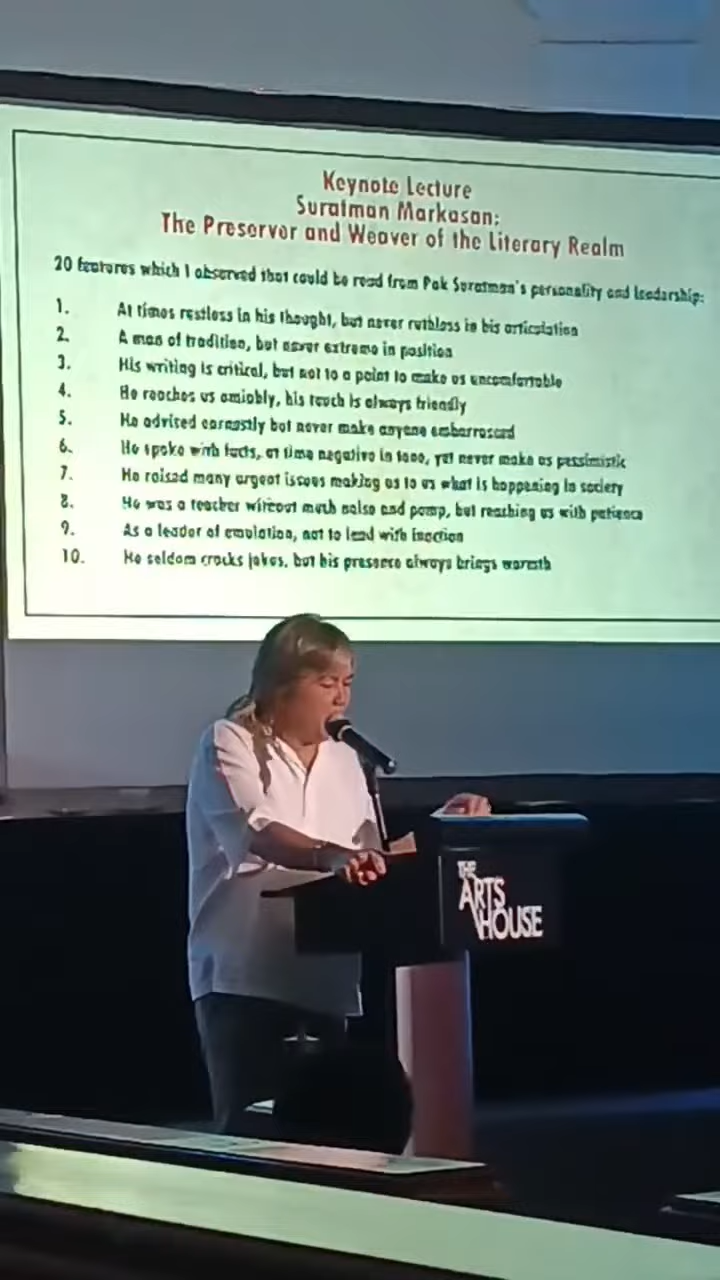 Keynote Lecture
Suratman Markasan:
The Preserver and Weaver of the Literary Realm
20 features which I observed that could be read from Pak Suratman's personality and leadership:
1. At times restless in his thought, but never ruthless in his articulation
2. A man of tradition, but never extreme in position
3. His writing is critical, but not to a point to make us uncomfortable
4. He reaches us amiably, his touch is always friendly
5. He advised earnestly but never make anyone embarrassed
6. He spoke with facts, at time negative in tone, yet never make us pessimistic
7. He raised many urgent issues making us to us what is happening in society
8. He was a teacher without much noise and pomp, but reaching us with patience
9. As a leader of emulation, not to lead with inaction
10. He seldom cracks jokes, but his presence always brings warmth
THE
ARTS
HOUSE